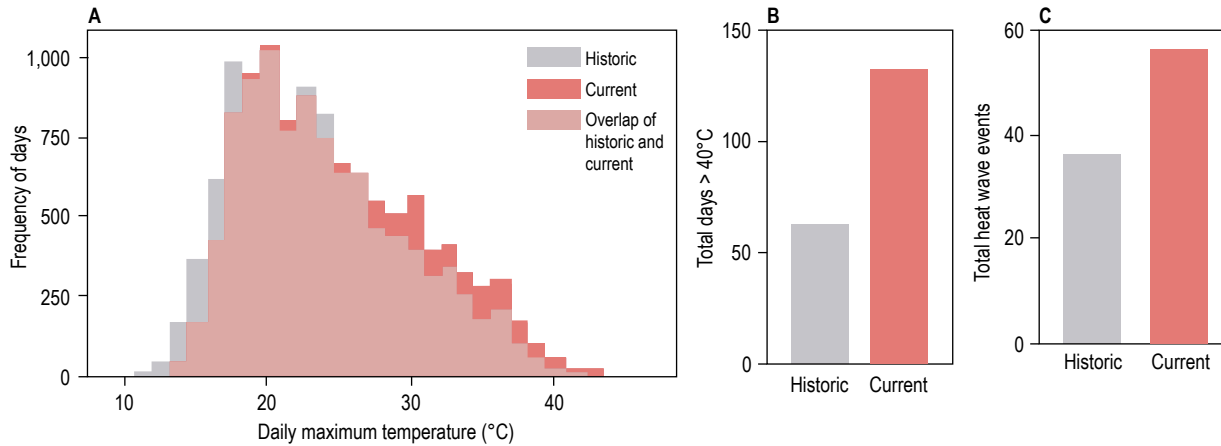 A
Frequency of days
1,000
750
500
250
0
10
20
30
40
Daily maximum temperature (°C)
Historic
Current
Overlap of
historic and
current
B
Total days > 40°C
150
100
50
0
Historic
Current
C
Total heat wave events
60
40
20
0
Historic
Current